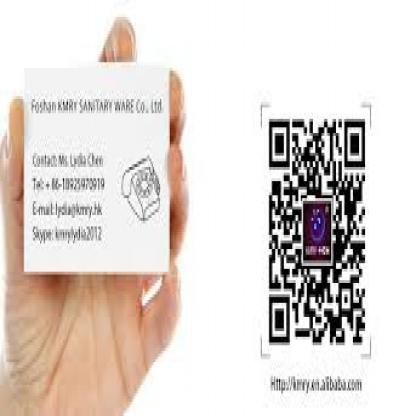 Foshan KMRY SANITARY WARE Co., Ltd.
Contact: Ms. Lydia Chen
Tel: + 86-18925970919
E-mail: lydia@kmry.hk
Skype: kmrylydia2012
Http://kmry.en.alibaba.com